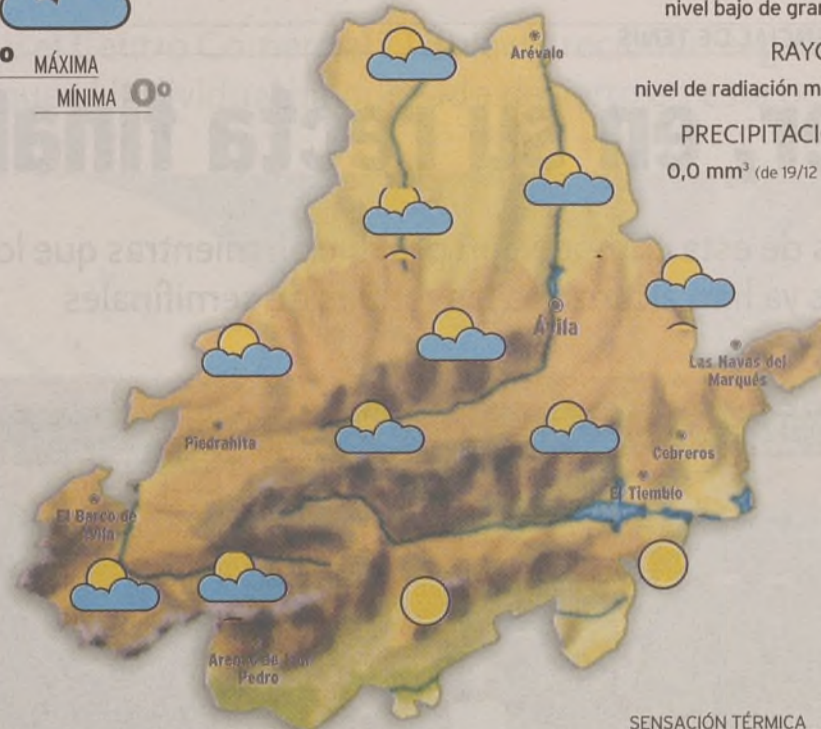 MÁXIMA
MÍNIMA 0º
nivel bajo de
RAYO
nivel de radiación
PRECIPITACI
0,0 mm³ (de 19/12
Arévalo
Ávila
Las Navas del
Marqués
Piedrahita
Cebreros
El Tiemblo
El Barco de
Ávila
Arenas de San
Pedro
SENSACIÓN TÉRMICA